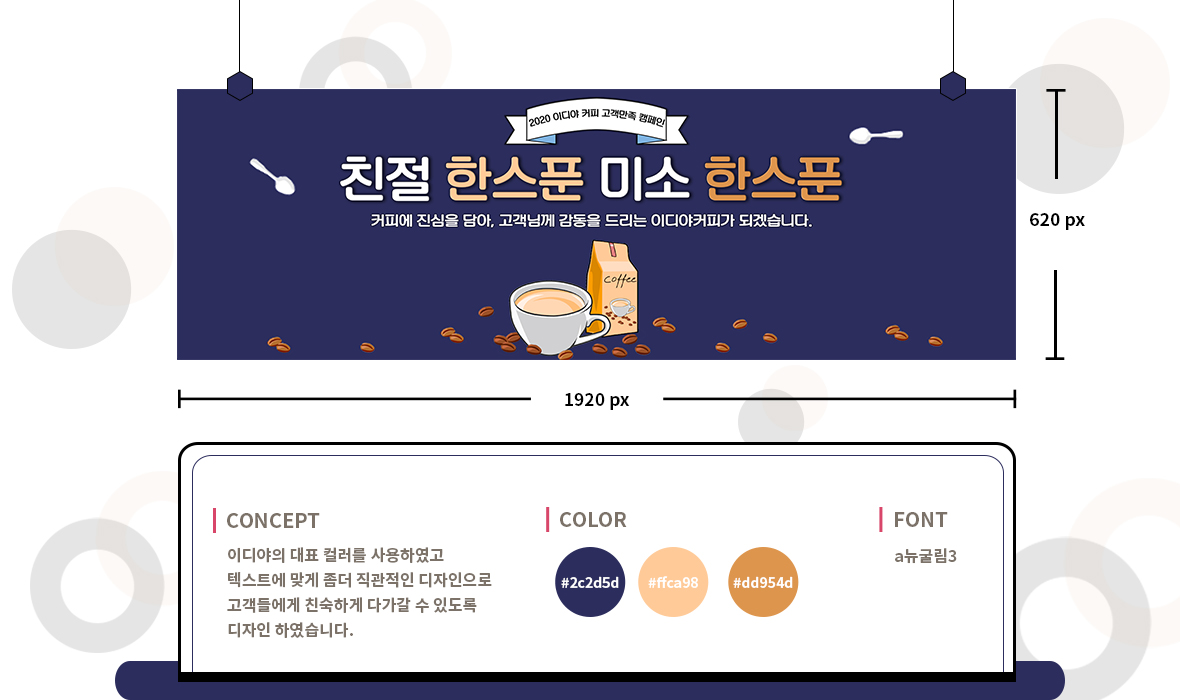 2020 이디야 커피 고객만족 캠페인
친절 한스푼 미소 한스푼
커피에 진심을 담아, 고객님께 감동을 드리는 이디야커피가 되겠습니다.
coffee
620 px
1920 px
CONCEPT
이디야의 대표 컬러를 사용하였고
텍스트에 맞게 좀더 직관적인 디자인으로
고객들에게 친숙하게 다가갈 수 있도록
디자인 하였습니다.
COLOR
#2c2d5d #ffca98 #dd954d
FONT
a뉴굴림3